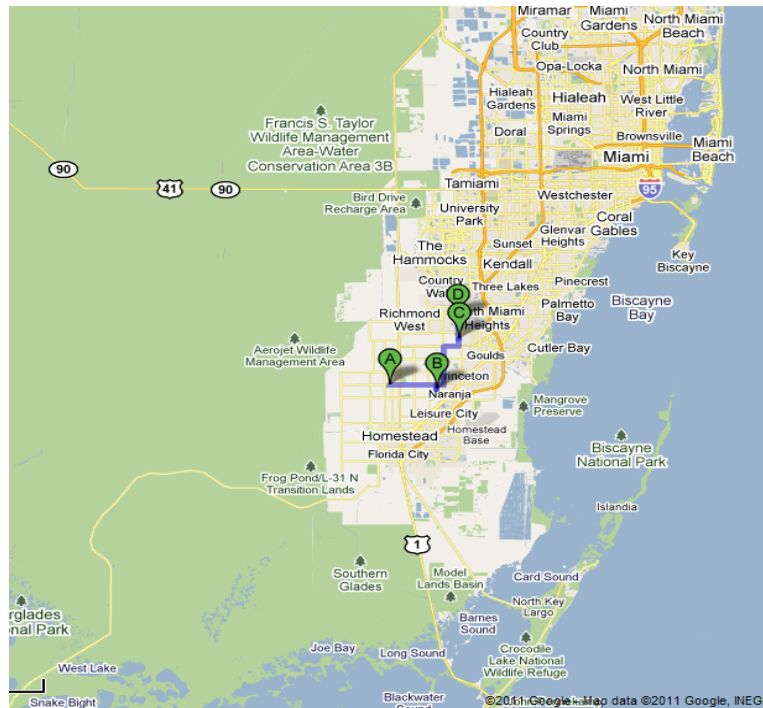 Miramar
Miami
Gardens
North Miami
Beach
Country
Club
Opa-Locka
North Miami
Hialeah
Gardens
Hialeah
West Little
River
Francis S. Taylor
Wildlife Management
Area-Water
Conservation Area 3B
Miami
Springs
Doral
Brownsville
Miami
Miami
Beach
90
41
90
Tamiami
95
Bird Drive
Recharge Area
University
Park
Westchester
Coral
Gables
The
Hammocks
Sunset
Glenvar
Heights
Key
Biscayne
Kendall
Country
Three Lakes
Pinecrest
D
Palmetto
Bay
Biscayne
Bay
Richmond
West
C
Miami
Heights
Aerojet Wildlife
Management Area
Goulds
Cutler Bay
A
B
Naranja
Leisure City
Mangrove
Preserve
Homestead
Homestead
Base
Florida City
Biscayne
National Park
Frog Pond/L-31 N
Transition Lands
Islandia
1
Southern
Glades
Model
Lands Basin
Card Sound
North Key
Largo
Barnes
Sound
Joe Bay
Long Sound
Crocodile
Lake National
Wildlife Refuge
West Lake
Snake Bight
Blackwater
Sound
©2011 Google - Map data ©2011 Google, INEG